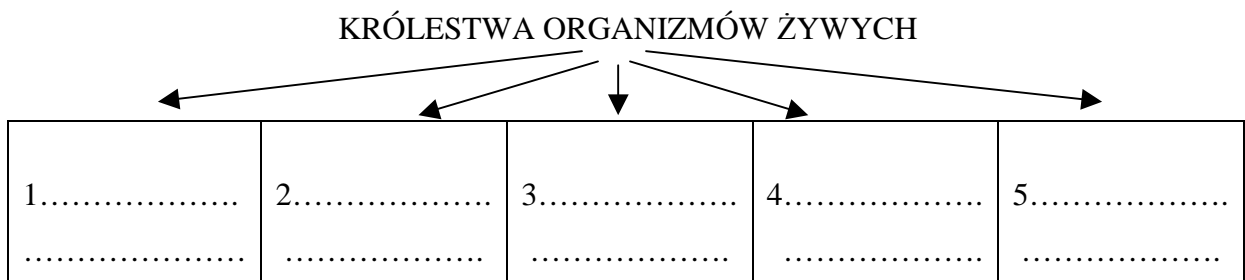 KRÓLESTWA ORGANIZMÓW ŻYWYCH
1………………. 2………………. 3………………. 4………………. 5……………….
………………… ………………. ………………. ………………. ……………….